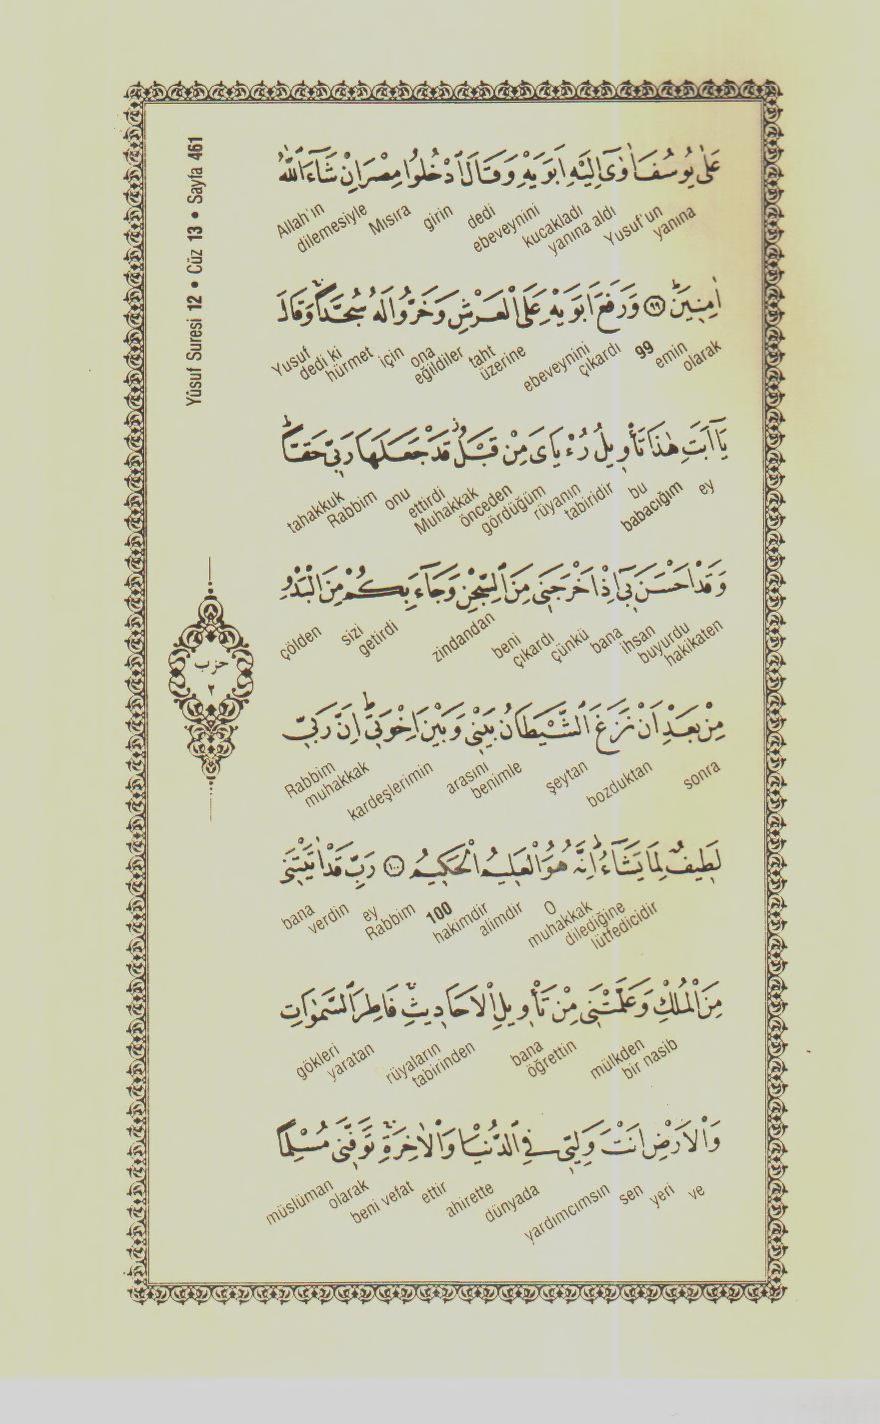 Yûsuf Suresi 12 • Cüz 13 • Sayfa 461
عَلٰى يُوسُفَ اٰوٰٓى اِلَيْهِ اَبَوَيْهِ وَقَالَ ادْخُلُوا مِصْرَ اِنْ شَٓاءَ اللّٰهُ
yanına Yusuf'un yanına aldı kucakladı ebeveynini dedi girin Mısıra dilemesiyle Allah'ın
اٰمِنٖينَؕ ﴿٩٩﴾ وَرَفَعَ اَبَوَيْهِ عَلَى الْعَرْشِ وَخَرُّوا لَهُ سُجَّدًاۚ وَقَالَ
olarak emin 99 çıkardı ebeveynini üzerine taht eğildiler ona için hürmet dedi ki Yusuf
يَٓا اَبَتِ هٰذَا تَأْوٖيلُ رُءْيَايَ مِنْ قَبْلُؗ قَدْ جَعَلَهَا رَبّٖى حَقًّاؕ
ey babacığım bu tabiridir rüyanın gördüğüm önceden Muhakkak ettirdi onu Rabbim tahakkuk
وَقَدْ اَحْسَنَ بٖٓى اِذْ اَخْرَجَنٖى مِنَ السِّجْنِ وَجَٓاءَ بِكُمْ مِنَ الْبَدْوِ
hakikaten buyurdu ihsan bana çünkü çıkardı beni zindandan getirdi sizi çölden
حزب
٢
مِنْ بَعْدِ اَنْ نَزَغَ الشَّيْطَانُ بَيْنٖى وَبَيْنَ اِخْوَتٖىؕ اِنَّ رَبّٖى
sonra bozduktan şeytan benimle arasını kardeşlerimin muhakkak Rabbim
لَطٖيفٌ لِمَا يَشَٓاءُؕ اِنَّهُ هُوَ الْعَلٖيمُ الْحَكٖيمُ ﴿١٠٠﴾ رَبِّ قَدْ اٰتَيْتَنٖى
lütfedicidir dilediğine muhakkak O alimdir hakimdir 100 Rabbim ey verdin bana
مِنَ الْمُلْكِ وَعَلَّمْتَنٖى مِنْ تَأْوٖيلِ الْاَحَادٖيثِۚ فَاطِرَ السَّمٰوَاتِ
bir nasib mülkden öğrettin bana tabirinden rüyaların yaratan gökleri
وَالْاَرْضِ اَنْتَ وَلِيّٖى فِى الدُّنْيَا وَالْاٰخِرَةِۚ تَوَفَّنٖى مُسْلِمًا
ve yeri sen yardımcımsın dünyada ahirette ettir beni vefat olarak müslüman